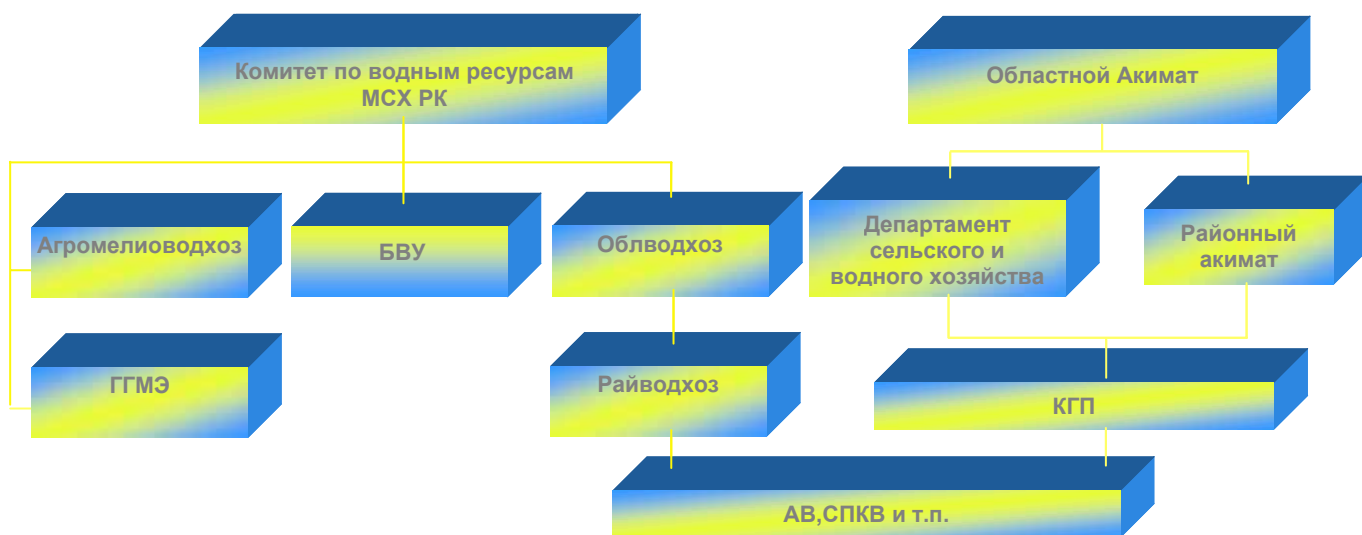 Комитет по водным ресурсам
МСХ РК
Областной Акимат
Агромелиоводхоз
БВУ
Облводхоз
Департамент
сельского и
водного хозяйства
Районный
акимат
ГГМЭ
Райводхоз
КГП
АВ,СПКВ и т.п.